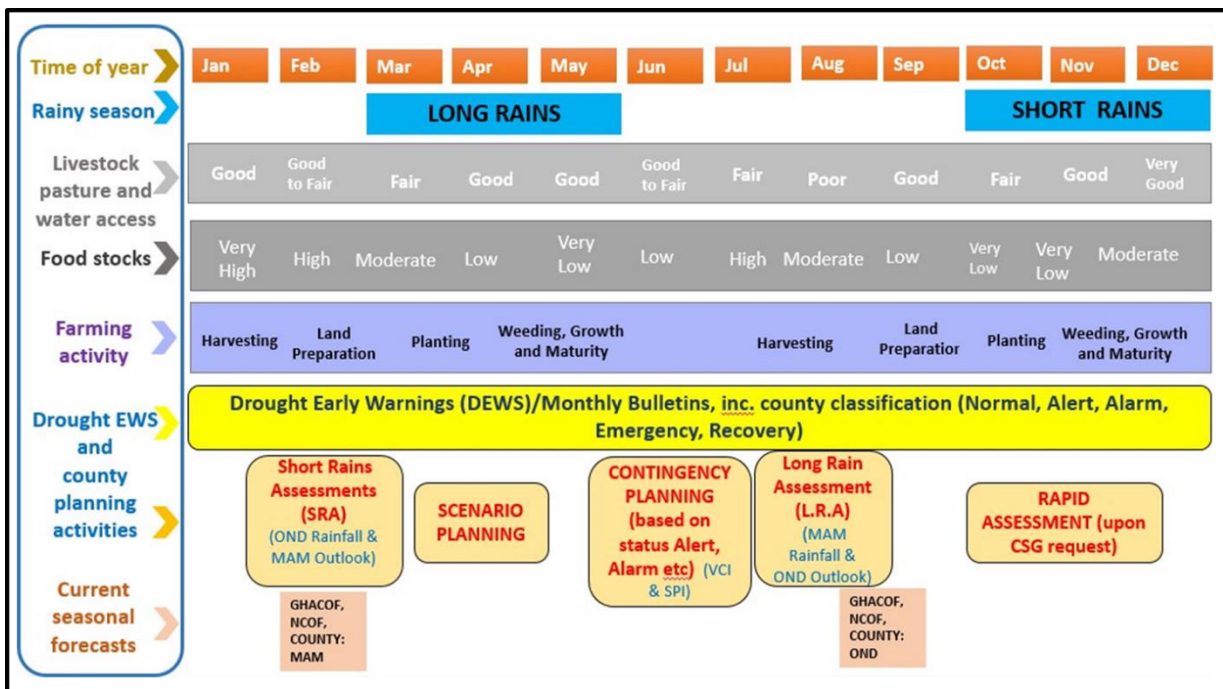 Time of year
Jan Feb Mar Apr May Jun Jul Aug Sep Oct Nov Dec
Rainy season
LONG RAINS
SHORT RAINS
Livestock
pasture and
water access
Good
Good
to Fair
Fair
Good
Good
Good
to Fair
Fair
Poor
Good
Fair
Good
Very
Good
Food stocks
Very
High
High
Moderate
Low
Very
Low
Low
High
Moderate
Low
Very
Low
Very
Low
Moderate
Farming
activity
Harvesting
Land
Preparation
Planting
Weeding, Growth
and Maturity
Harvesting
Land
Preparatior
Planting
Weeding, Growth
and Maturity
Drought EWS
and
county
planning
activities
Drought Early Warnings (DEWS)/Monthly Bulletins, inc. county classification (Normal, Alert, Alarm,
Emergency, Recovery)
Short Rains
Assessments
(SRA)
(OND Rainfall &
MAM Outlook)
SCENARIO
PLANNING
CONTINGENCY
PLANNING
(based on
status Alert,
Alarm etc) (VCI
& SPI)
Long Rain
Assessment
(L.R.A)
(MAM
Rainfall &
OND Outlook)
RAPID
ASSESSMENT (upon
CSG request)
Current
seasonal
forecasts
GHACOF,
NCOF,
COUNTY:
MAM
GHACOF,
NCOF,
COUNTY:
OND